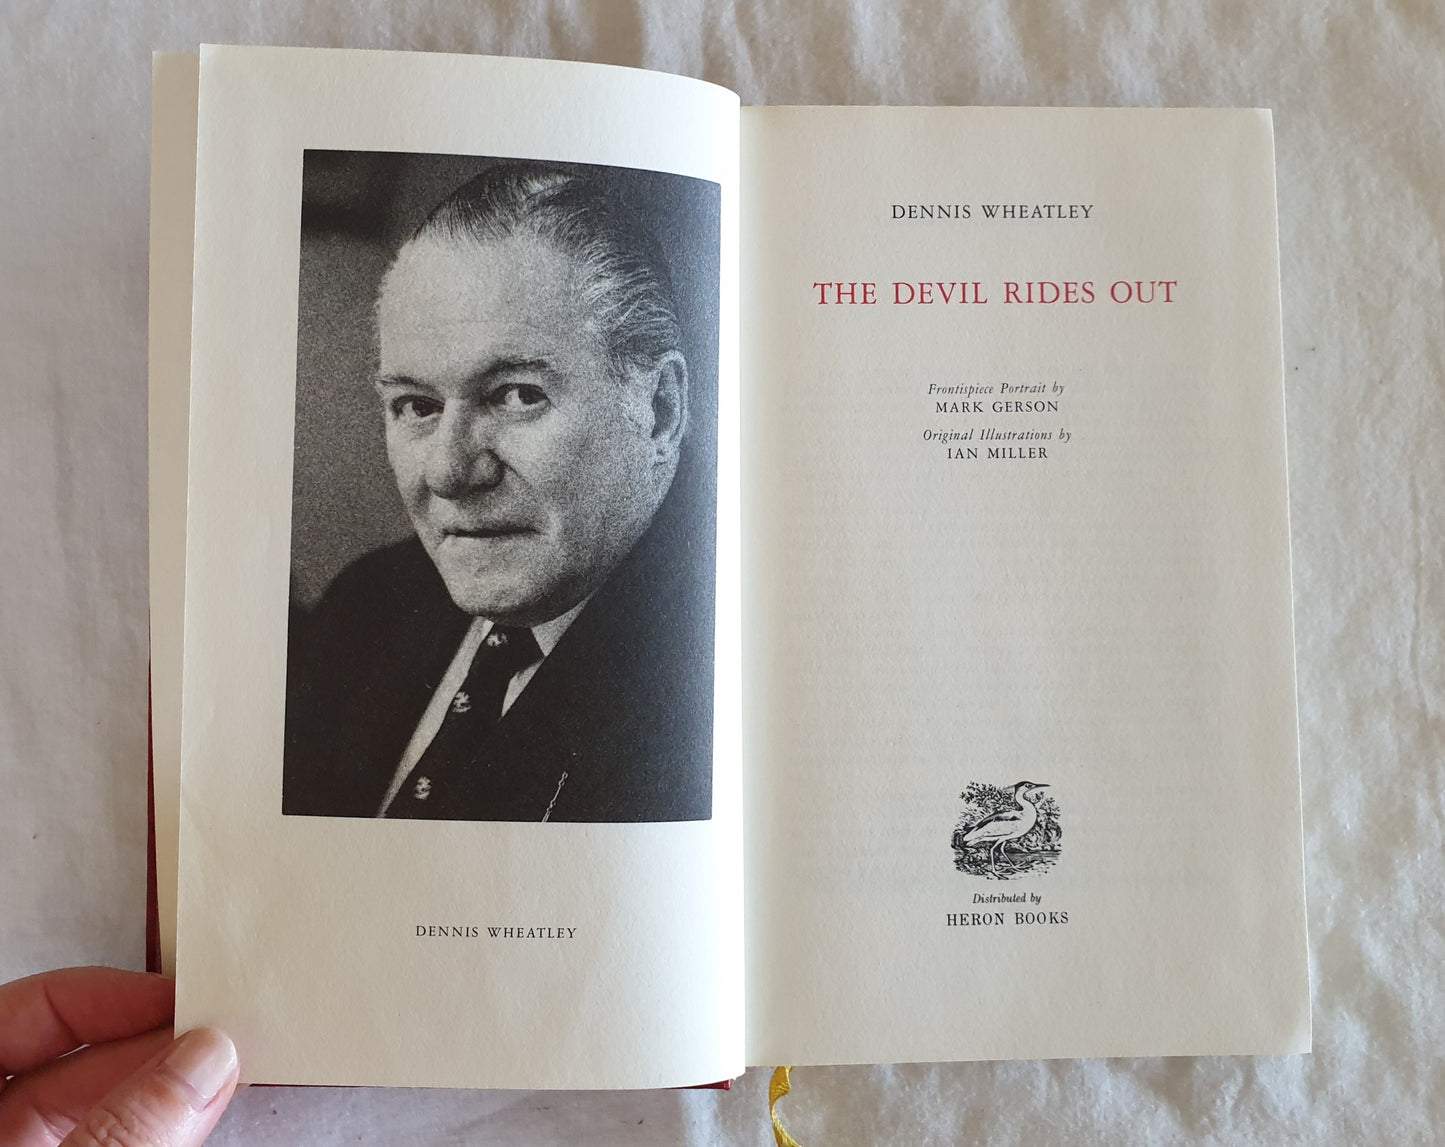 DENNIS WHEATLEY
DENNIS WHEATLEY
THE DEVIL RIDES OUT
Frontispiece Portrait by
MARK GERSON
Original Illustrations by
IAN MILLER
Distributed by
HERON BOOKS